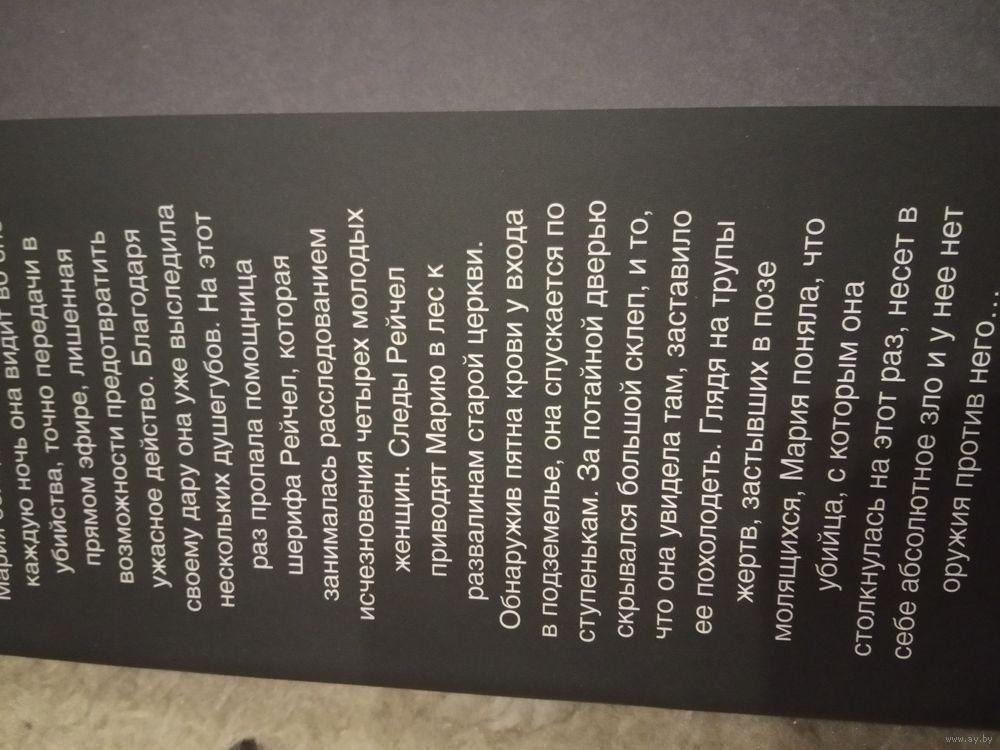 каждую ночь она видит во сне
убийства, точно передачи в
прямом эфире, лишенная
возможности предотвратить
ужасное действо. Благодаря
своему дару она уже выследила
нескольких душегубов. На этот
раз пропала помощница
шерифа Рейчел, которая
занималась расследованием
исчезновения четырех молодых
женщин. Следы Рейчел
приводят Марию в лес к
развалинам старой церкви.
Обнаружив пятна крови у входа
в подземелье, она спускается по
ступенькам. За потайной дверью
скрывался большой склеп, и то,
что она увидела там, заставило
ее похолодеть. Глядя на трупы
жертв, застывших в позе
молящихся, Мария поняла, что
убийца, с которым она
столкнулась на этот раз, несет в
себе абсолютное зло и у нее нет
оружия против него...
www.ay.by